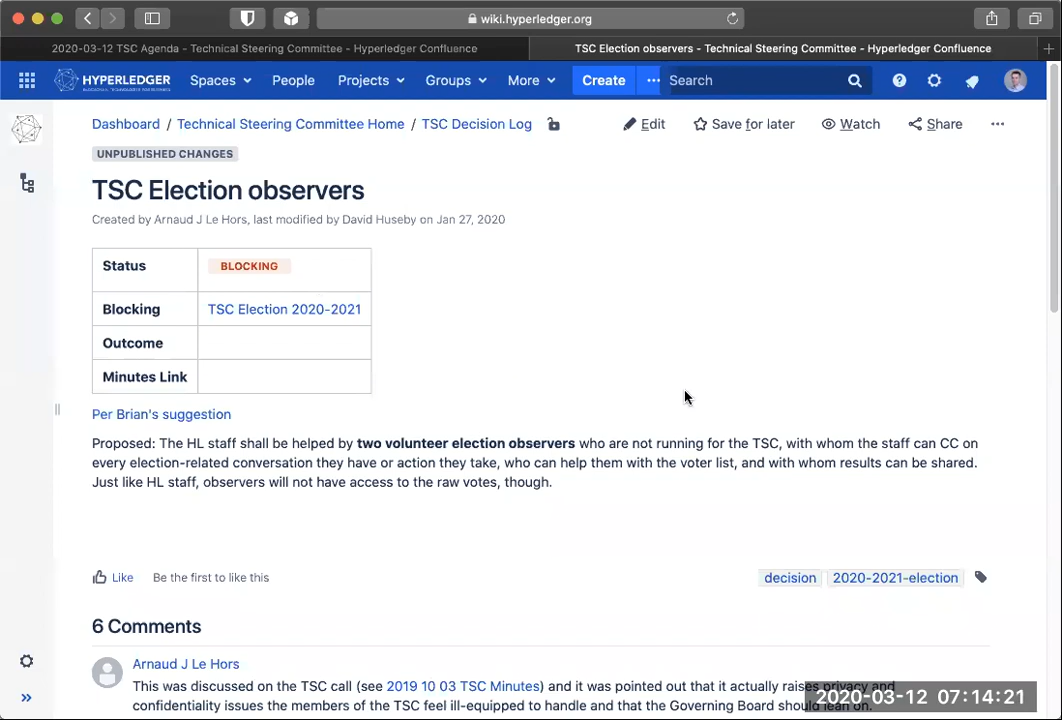 wiki.hyperledger.org
2020-03-12 TSC Agenda - Technical Steering Committee - Hyperledger Confluence
TSC Election observers - Technical Steering Committee - Hyperledger Confluence
HYPERLEDGER Spaces People Projects Groups More Create ••• Search
Dashboard / Technical Steering Committee Home / TSC Decision Log Edit Save for later Watch Share •••
UNPUBLISHED CHANGES
TSC Election observers
Created by Arnaud J Le Hors, last modified by David Huseby on Jan 27, 2020
Status BLOCKING
Blocking TSC Election 2020-2021
Outcome
Minutes Link
Per Brian's suggestion
Proposed: The HL staff shall be helped by two volunteer election observers who are not running for the TSC, with whom the staff can CC on
every election-related conversation they have or action they take, who can help them with the voter list, and with whom results can be shared.
Just like HL staff, observers will not have access to the raw votes, though.
Like Be the first to like this decision 2020-2021-election
6 Comments
Arnaud J Le Hors
This was discussed on the TSC call (see 2019 10 03 TSC Minutes) and it was pointed out that it actually raises privacy and
confidentiality issues the members of the TSC feel ill-equipped to handle and that the Governing Board should lean on.
2020-03-12 07:14:21